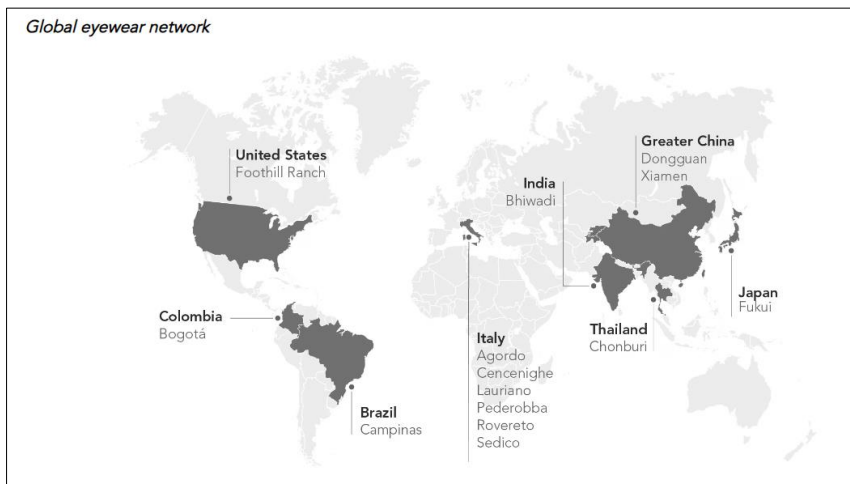 Global eyewear network
United States
Foothill Ranch
Greater China
Dongguan
Xiamen
India
Bhiwadi
Japan
Fukui
Colombia
Bogotá
Thailand
Chonburi
Italy
Agordo
Cencenighe
Lauriano
Pederobba
Rovereto
Sedico
Brazil
Campinas